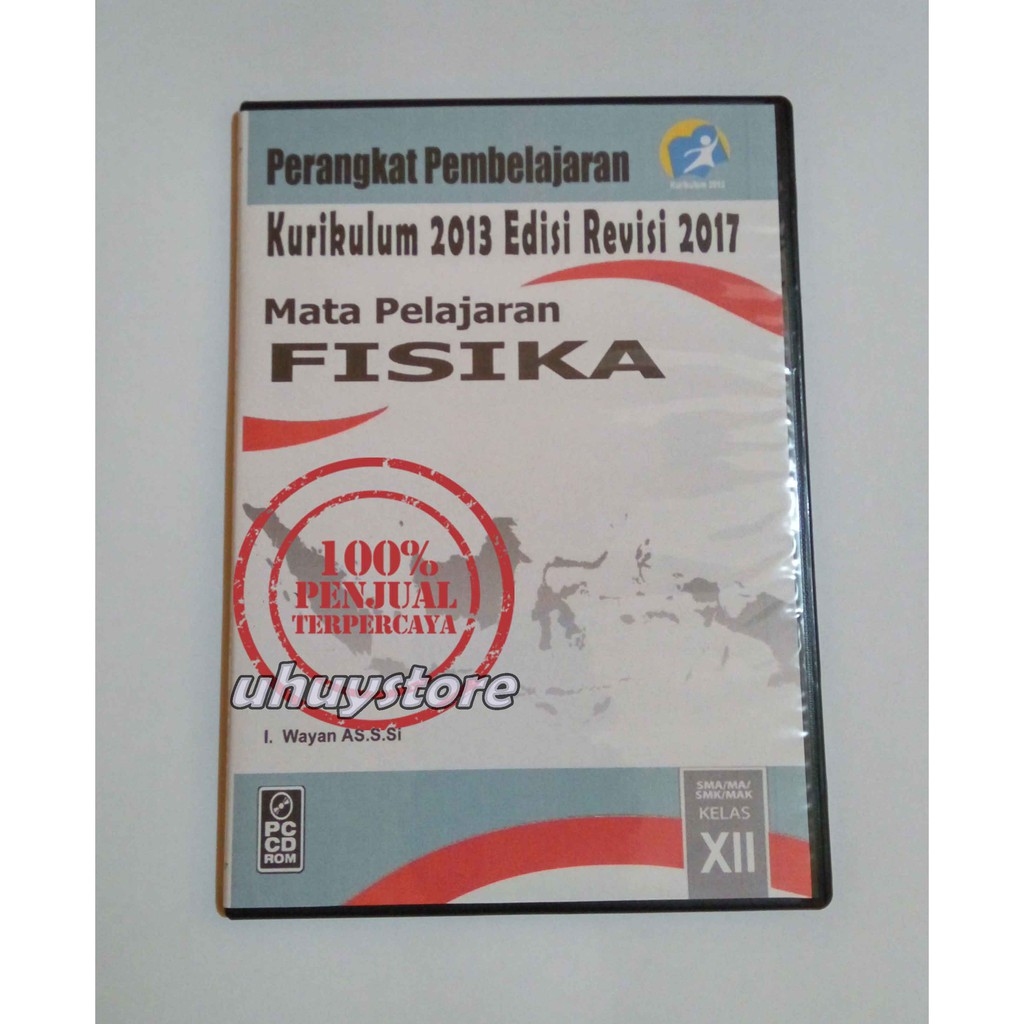 Perangkat Pembelajaran
Kurikulum 2013
Kurikulum 2013 Edisi Revisi 2017
Mata Pelajaran
FISIKA
100%
PENJUAL
TERPERCAYA
uhuystore
I. Wayan AS.S.Si
PC
CD
ROM
SMA/MA/
SMK/MAK
KELAS
XII